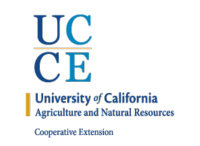 UC
CE
University of California
Agriculture and Natural Resources
Cooperative Extension